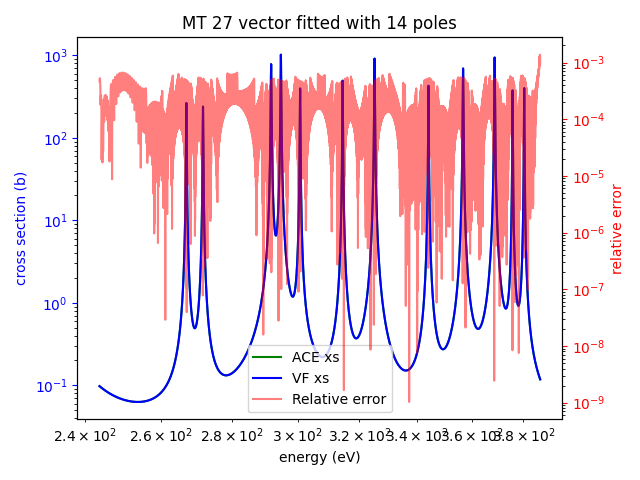 MT 27 vector fitted with 14 poles
cross section (b)
10³
10²
10¹
10⁰
10⁻¹
10⁻³
10⁻⁴
10⁻⁵
10⁻⁶
10⁻⁷
10⁻⁸
10⁻⁹
relative error
ACE xs
VF xs
Relative error
2.4 × 10² 2.6 × 10² 2.8 × 10² 3 × 10² 3.2 × 10² 3.4 × 10² 3.6 × 10² 3.8 × 10²
energy (eV)